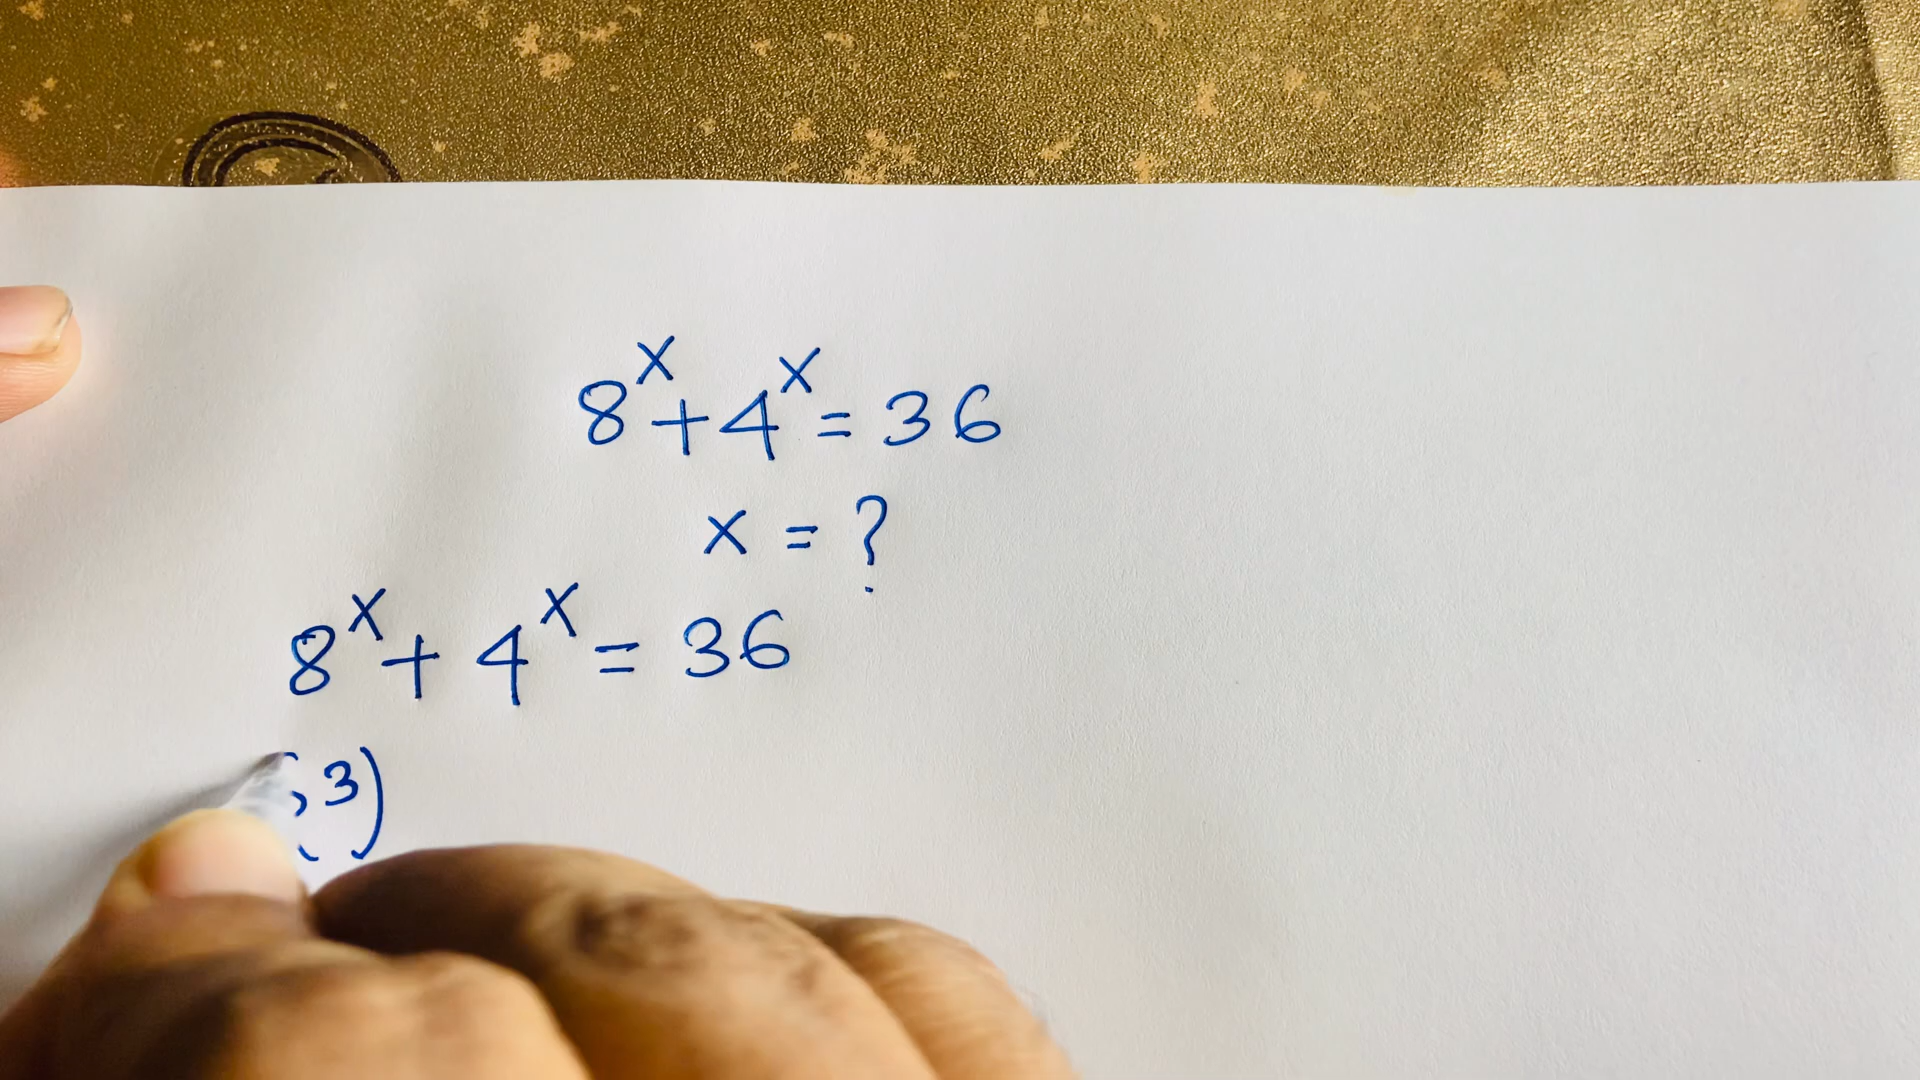 8^x + 4^x = 36
x = ?
8^x + 4^x = 36
3)